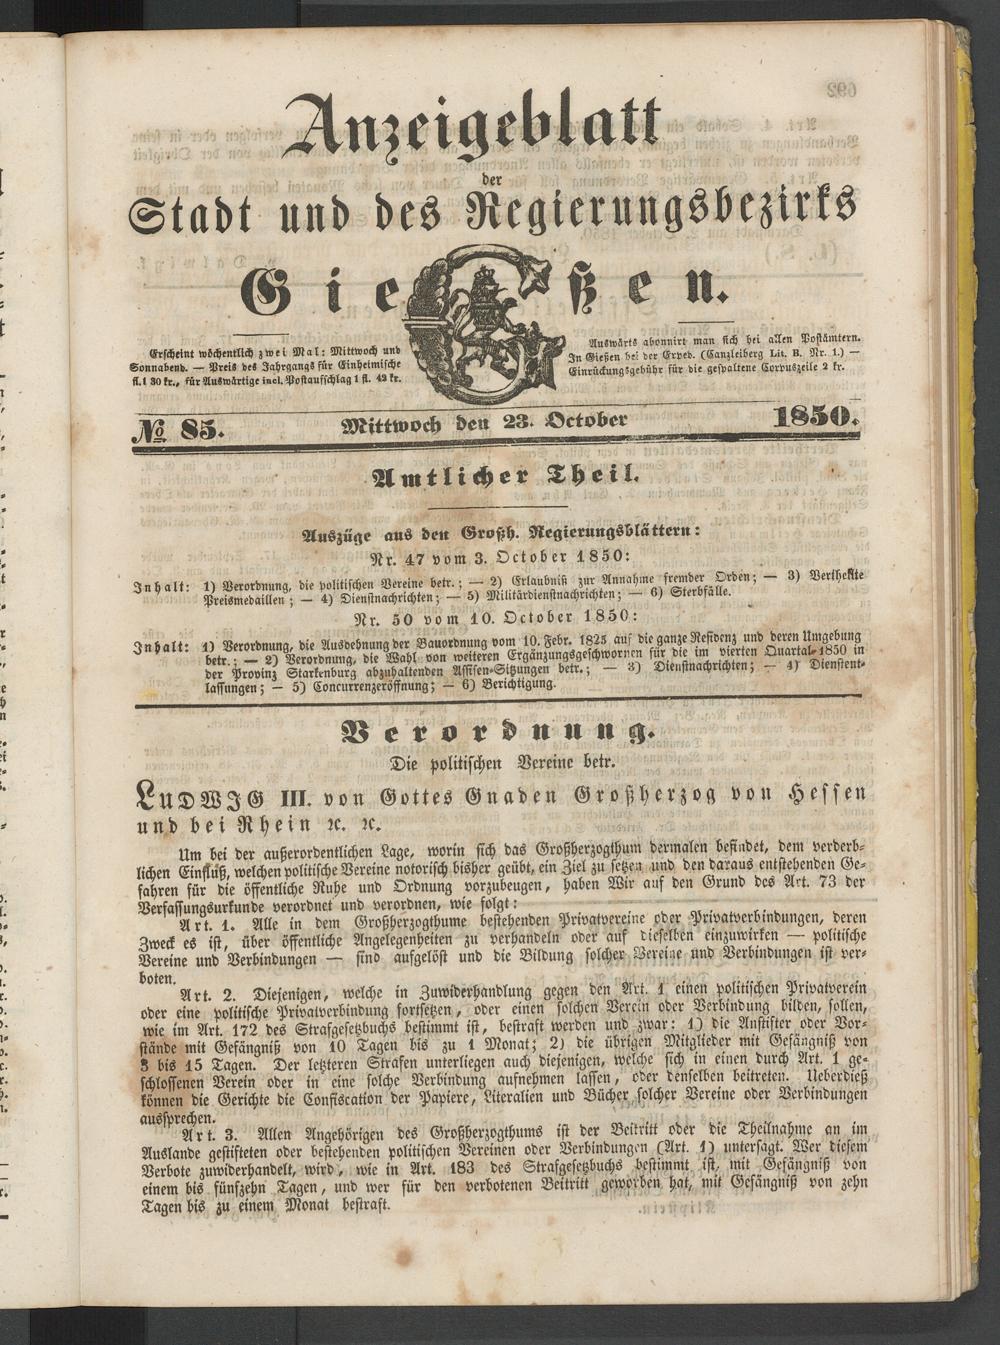 Anzeigeblatt
der
Stadt und des Regierungsbezirks
Gießen.
Erscheint wöchentlich zwei Mal: Mittwoch und
Sonnabend. — Preis des Jahrgangs für Einheimische
fl. 1 30 kr., für Auswärtige incl. Postaufschlag 1 fl. 42 kr.
Auswärts abonnirt man sich bei allen Postämtern.
In Gießen bei der Exped. (Canzleiberg Lit. B. Nr. 1.) —
Einrückungsgebühr für die gespaltene Corpuszeile 2 kr.
№ 85. Mittwoch den 23. October 1850.
Amtlicher Theil.
Auszüge aus den Großh. Regierungsblättern:
Nr. 47 vom 3. October 1850:
Inhalt: 1) Verordnung, die politischen Vereine betr.; — 2) Erlaubniß zur Annahme fremder Orden; — 3) Vertheilte
Preismedaillen; — 4) Dienstnachrichten; — 5) Militärdienstnachrichten; — 6) Sterbfälle.
Nr. 50 vom 10. October 1850:
Inhalt: 1) Verordnung, die Ausdehnung der Bauordnung vom 10. Febr. 1825 auf die ganze Residenz und deren Umgebung
betr.; — 2) Verordnung, die Wahl von weiteren Ergänzungsgeschwornen für die im vierten Quartal 1850 in
der Provinz Starkenburg abzuhaltenden Assisen-Sitzungen betr.; — 3) Dienstnachrichten; — 4) Dienstent-
lassungen; — 5) Concurrenzeröffnung; — 6) Berichtigung.
Verordnung.
Die politischen Vereine betr.
LUDWIG III. von Gottes Gnaden Großherzog von Hessen
und bei Rhein ꝛc. ꝛc.
Um bei der außerordentlichen Lage, worin sich das Großherzogthum dermalen befindet, dem verderb-
lichen Einfluß, welchen politische Vereine notorisch bisher geübt, ein Ziel zu setzen und den daraus entstehenden Ge-
fahren für die öffentliche Ruhe und Ordnung vorzubeugen, haben Wir auf den Grund des Art. 73 der
Verfassungsurkunde verordnet und verordnen, wie folgt:
Art. 1. Alle in dem Großherzogthume bestehenden Privatvereine oder Privatverbindungen, deren
Zweck es ist, über öffentliche Angelegenheiten zu verhandeln oder auf dieselben einzuwirken — politische
Vereine und Verbindungen — sind aufgelöst und die Bildung solcher Vereine und Verbindungen ist ver-
boten.
Art. 2. Diejenigen, welche in Zuwiderhandlung gegen den Art. 1 einen politischen Privatverein
oder eine politische Privatverbindung fortsetzen, oder einen solchen Verein oder Verbindung bilden, sollen,
wie im Art. 172 des Strafgesetzbuchs bestimmt ist, bestraft werden und zwar: 1) die Anstifter oder Vor-
stände mit Gefängniß von 10 Tagen bis zu 1 Monat; 2) die übrigen Mitglieder mit Gefängniß von
3 bis 15 Tagen. Der letzteren Strafen unterliegen auch diejenigen, welche sich in einen durch Art. 1 ge-
schlossenen Verein oder in eine solche Verbindung aufnehmen lassen, oder denselben beitreten. Ueberdieß
können die Gerichte die Confiscation der Papiere, Literalien und Bücher solcher Vereine oder Verbindungen
aussprechen.
Art. 3. Allen Angehörigen des Großherzogthums ist der Beitritt oder die Theilnahme an im
Auslande gestifteten oder bestehenden politischen Vereinen oder Verbindungen (Art. 1) untersagt. Wer diesem
Verbote zuwiderhandelt, wird, wie in Art. 183 des Strafgesetzbuchs bestimmt ist, mit Gefängniß von
einem bis fünfzehn Tagen, und wer für den verbotenen Beitritt geworben hat, mit Gefängniß von zehn
Tagen bis zu einem Monat bestraft.